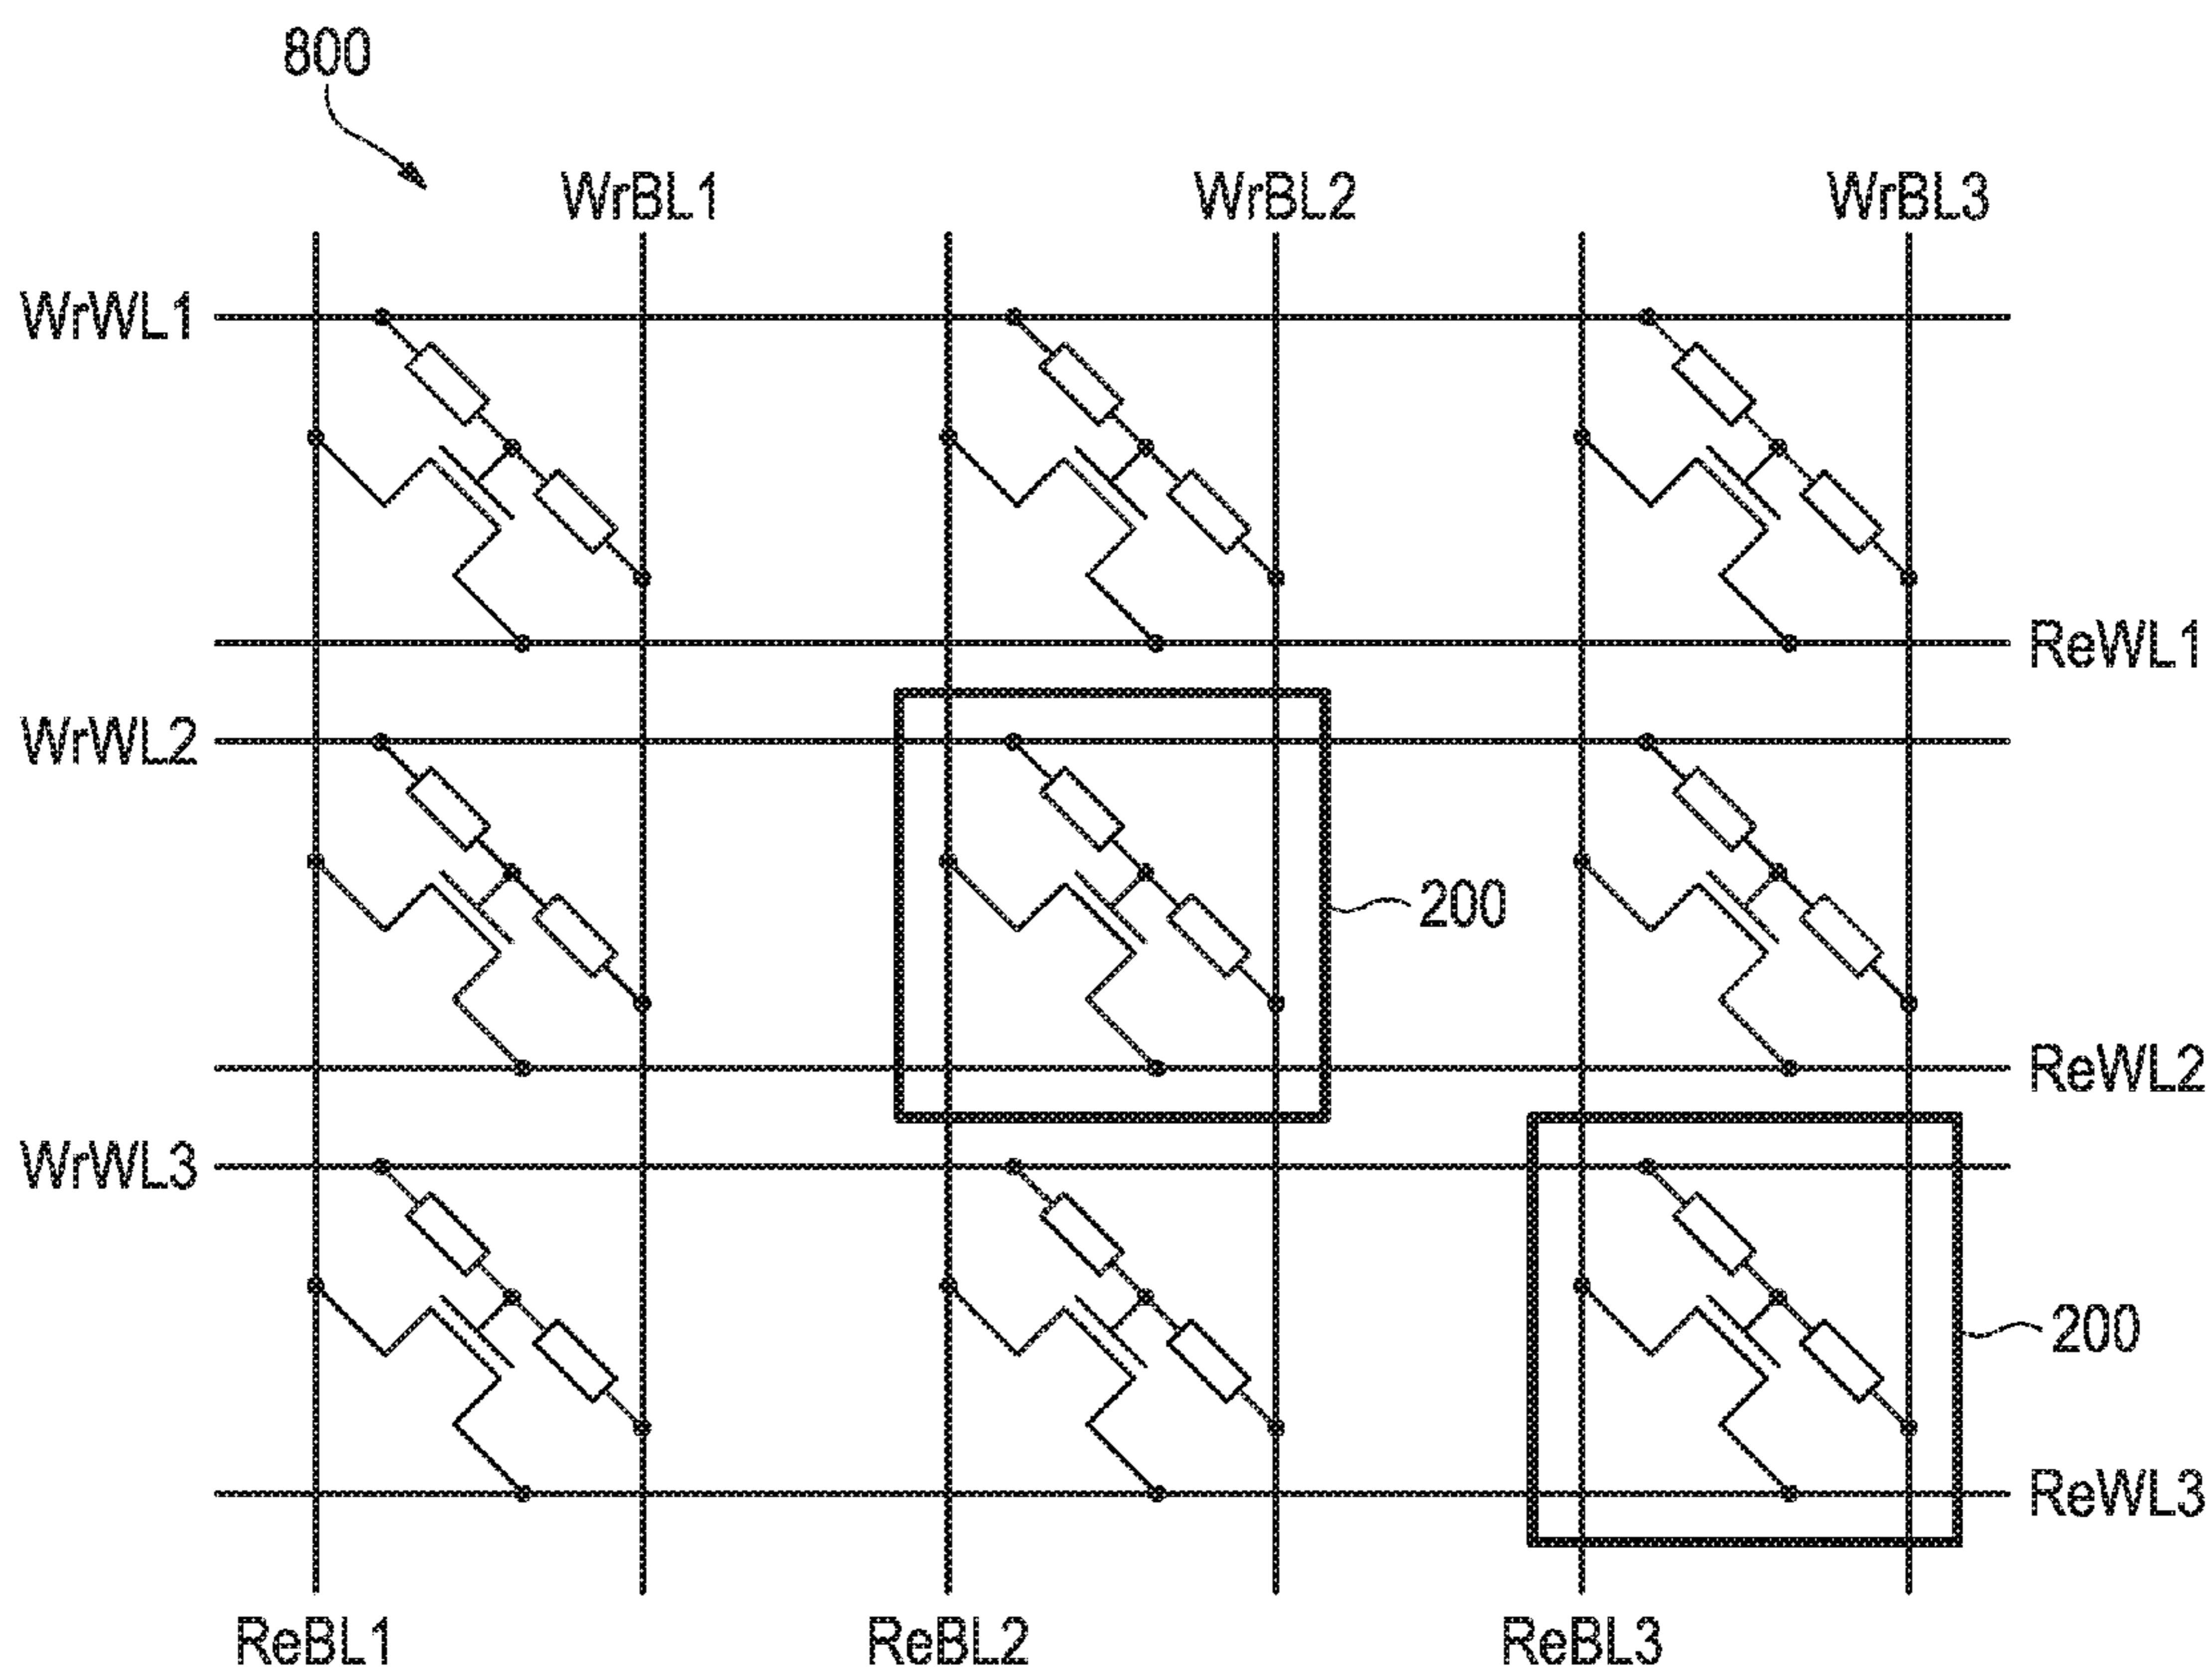 800
WrBL1 WrBL2 WrBL3
WrWL1
ReWL1
WrWL2
200
ReWL2
WrWL3
200
ReWL3
ReBL1 ReBL2 ReBL3